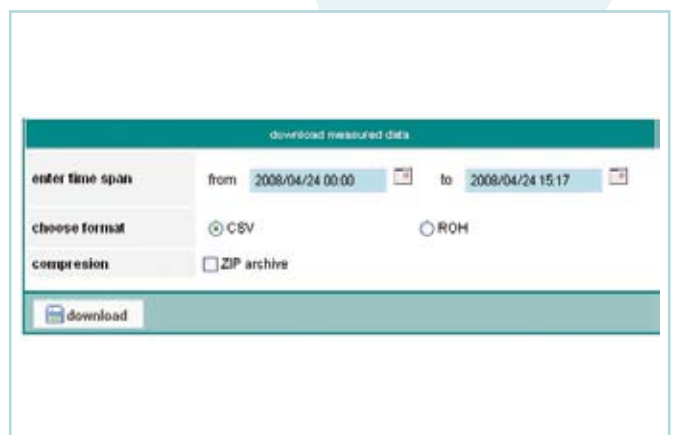 download measured data
enter time span from 2008/04/24 00:00 to 2008/04/24 15:17
choose format CSV ROH
compresion ZIP archive
download